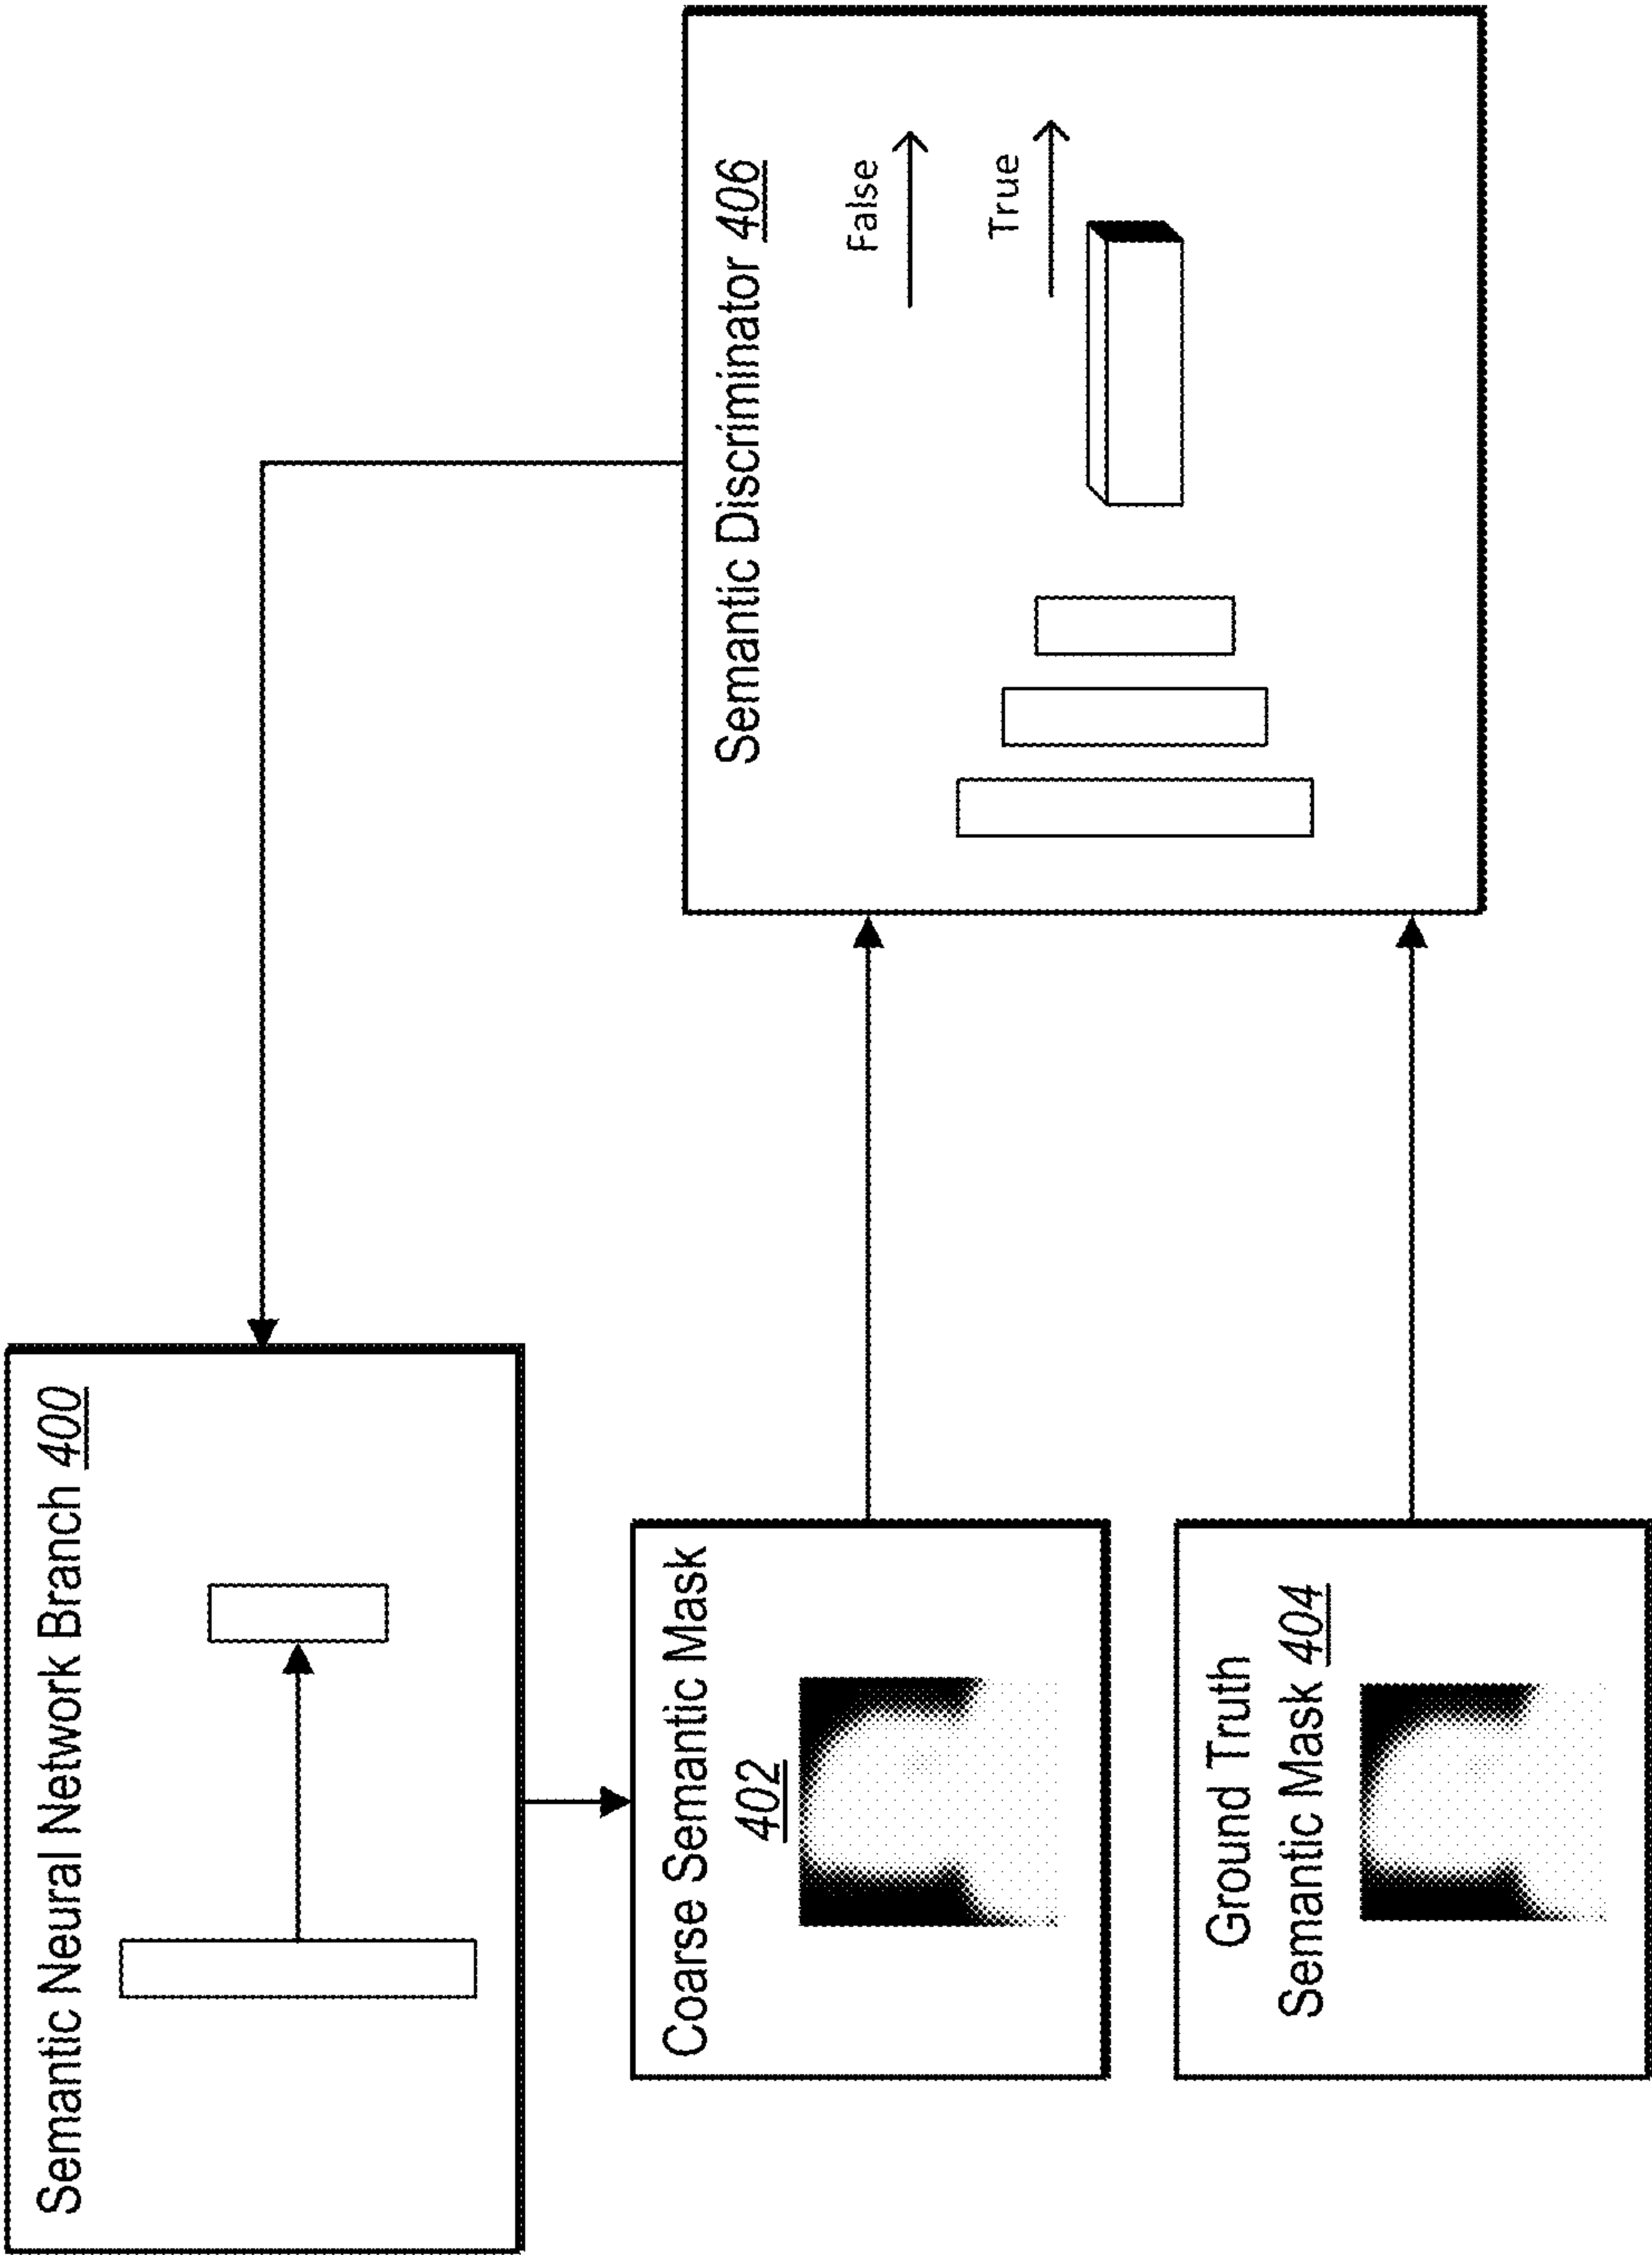 Semantic Neural Network Branch 400
Coarse Semantic Mask
402
Ground Truth
Semantic Mask 404
Semantic Discriminator 406
False
True